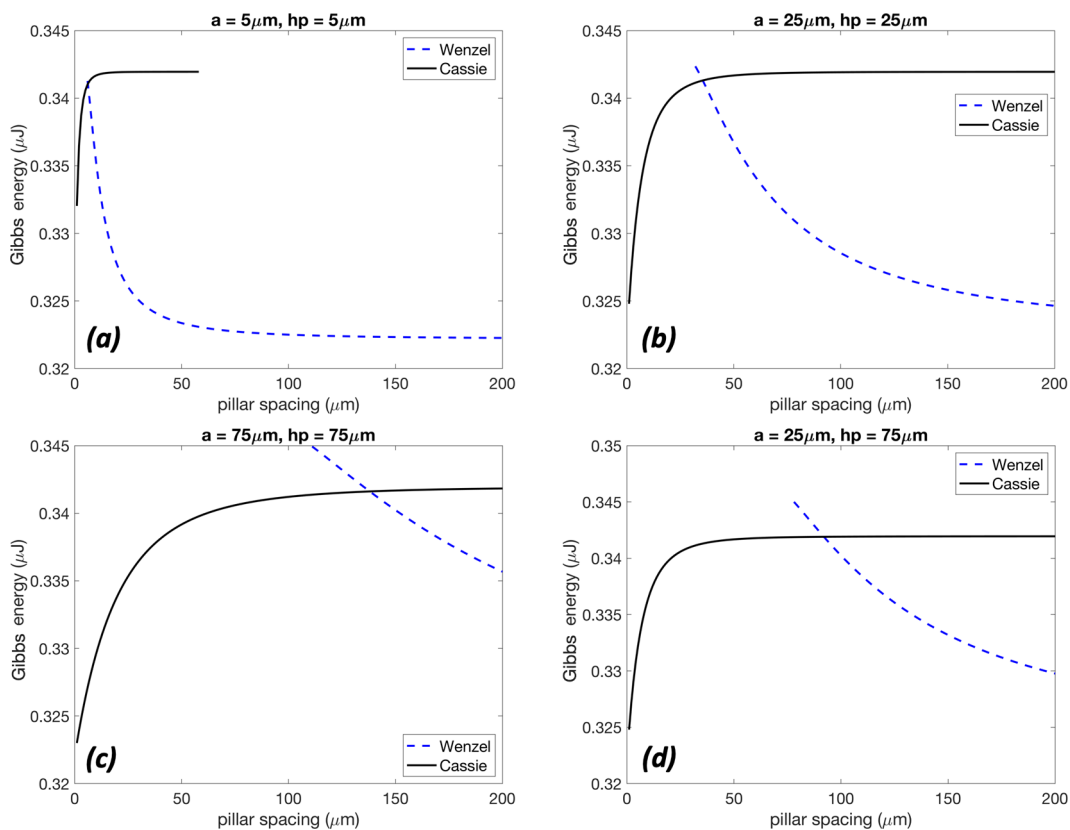 a = 5μm, hp = 5μm
0.345
0.34
0.335
0.33
0.325
0.32
Gibbs energy (μJ)
Wenzel
Cassie
(a)
0 50 100 150 200
pillar spacing (μm)
a = 25μm, hp = 25μm
0.345
0.34
0.335
0.33
0.325
0.32
Gibbs energy (μJ)
Wenzel
Cassie
(b)
0 50 100 150 200
pillar spacing (μm)
a = 75μm, hp = 75μm
0.345
0.34
0.335
0.33
0.325
0.32
Gibbs energy (μJ)
Wenzel
Cassie
(c)
0 50 100 150 200
pillar spacing (μm)
a = 25μm, hp = 75μm
0.35
0.345
0.34
0.335
0.33
0.325
0.32
Gibbs energy (μJ)
Wenzel
Cassie
(d)
0 50 100 150 200
pillar spacing (μm)